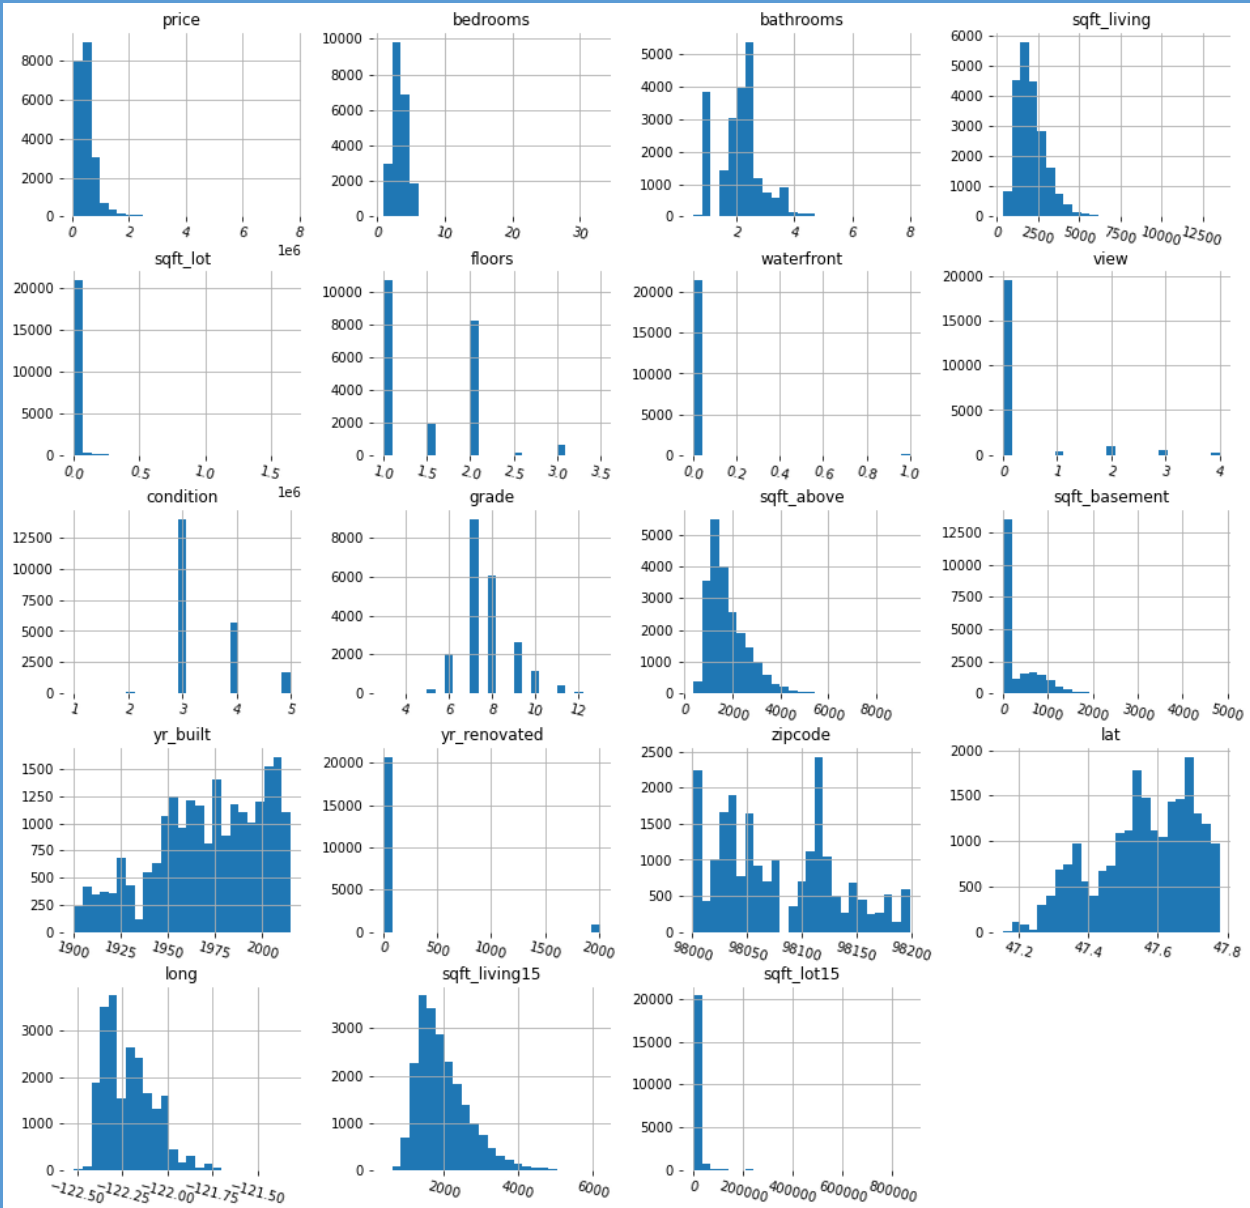 price
8000
6000
4000
2000
0
0 2 4 6 8
1e6
bedrooms
10000
8000
6000
4000
2000
0
0 10 20 30
bathrooms
5000
4000
3000
2000
1000
0
2 4 6 8
sqft_living
6000
5000
4000
3000
2000
1000
0
0 2500 5000 7500 10000 12500
sqft_lot
20000
15000
10000
5000
0
0.0 0.5 1.0 1.5
1e6
floors
10000
8000
6000
4000
2000
0
1.0 1.5 2.0 2.5 3.0 3.5
waterfront
20000
15000
10000
5000
0
0.0 0.2 0.4 0.6 0.8 1.0
view
20000
15000
10000
5000
0
0 1 2 3 4
condition
12500
10000
7500
5000
2500
0
1 2 3 4 5
grade
8000
6000
4000
2000
0
4 6 8 10 12
sqft_above
5000
4000
3000
2000
1000
0
0 2000 4000 6000 8000
sqft_basement
12500
10000
7500
5000
2500
0
0 1000 2000 3000 4000 5000
yr_built
1500
1250
1000
750
500
250
0
1900 1925 1950 1975 2000
yr_renovated
20000
15000
10000
5000
0
0 500 1000 1500 2000
zipcode
2500
2000
1500
1000
500
0
98000 98050 98100 98150 98200
lat
2000
1500
1000
500
0
47.2 47.4 47.6 47.8
long
3000
2000
1000
0
−122.50 −122.25 −122.00 −121.75 −121.50
sqft_living15
3000
2000
1000
0
2000 4000 6000
sqft_lot15
20000
15000
10000
5000
0
0 200000 400000 600000 800000